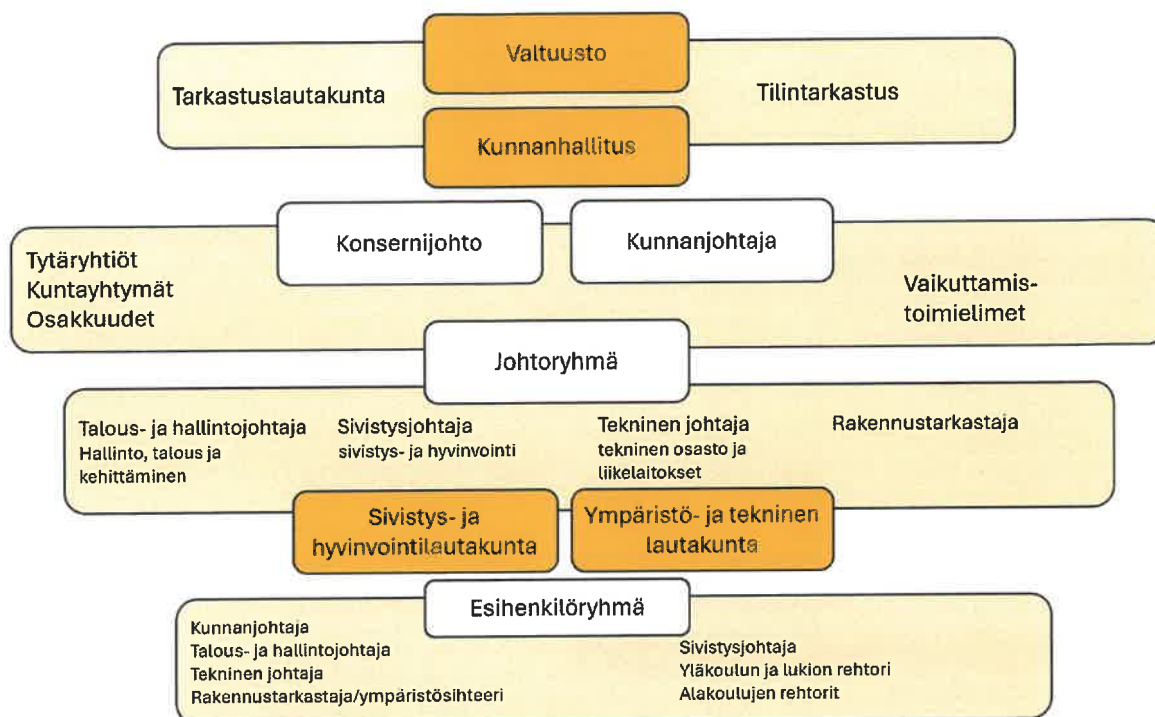 Valtuusto
Tarkastuslautakunta
Tilintarkastus
Kunnanhallitus
Konsernijohto
Kunnanjohtaja
Tytäryhtiöt
Kuntayhtymät
Osakkuudet
Vaikuttamis-
toimielimet
Johtoryhmä
Talous- ja hallintojohtaja
Hallinto, talous ja
kehittäminen
Sivistysjohtaja
sivistys- ja hyvinvointi
Tekninen johtaja
tekninen osasto ja
liikelaitokset
Rakennustarkastaja
Sivistys- ja
hyvinvointilautakunta
Ympäristö- ja tekninen
lautakunta
Esihenkilöryhmä
Kunnanjohtaja
Talous- ja hallintojohtaja
Tekninen johtaja
Rakennustarkastaja/ympäristösihteeri
Sivistysjohtaja
Yläkoulun ja lukion rehtori
Alakoulujen rehtorit